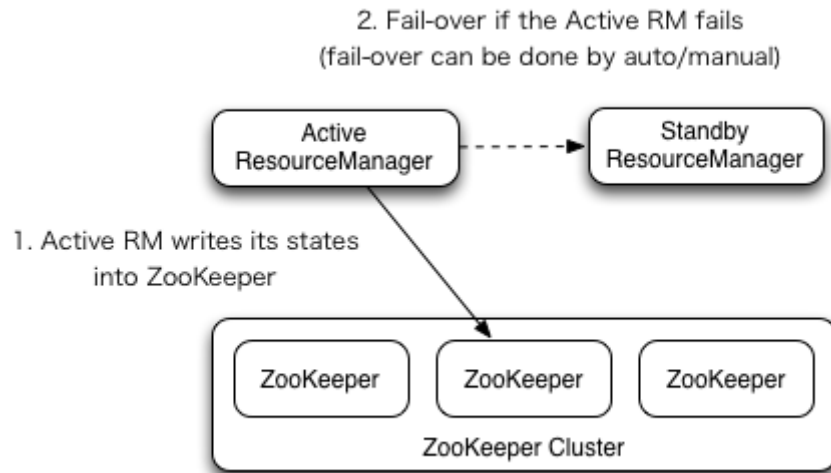 2. Fail-over if the Active RM fails
(fail-over can be done by auto/manual)
Active
ResourceManager
Standby
ResourceManager
1. Active RM writes its states
into ZooKeeper
ZooKeeper
ZooKeeper
ZooKeeper
ZooKeeper Cluster